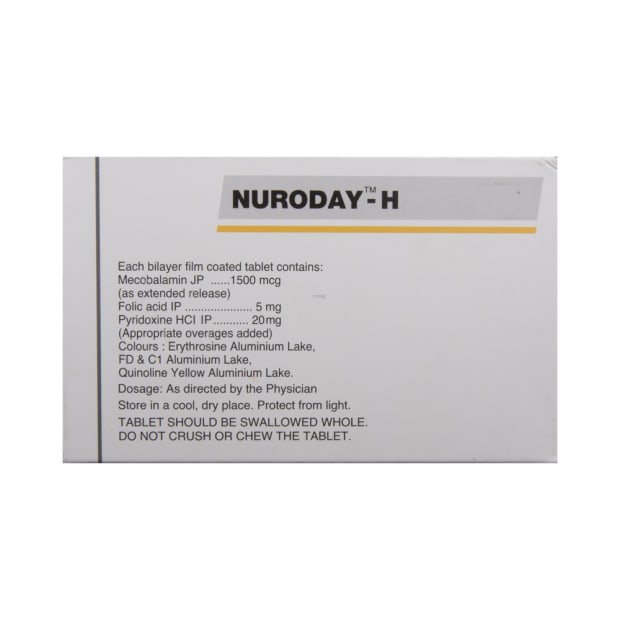 NURODAY™-H
Each bilayer film coated tablet contains:
Mecobalamin JP ......1500 mcg
(as extended release)
Folic acid IP ..................... 5 mg
Pyridoxine HCl IP........... 20mg
(Appropriate overages added)
Colours : Erythrosine Aluminium Lake,
FD & C1 Aluminium Lake,
Quinoline Yellow Aluminium Lake.
Dosage: As directed by the Physician
Store in a cool, dry place. Protect from light.
TABLET SHOULD BE SWALLOWED WHOLE.
DO NOT CRUSH OR CHEW THE TABLET.